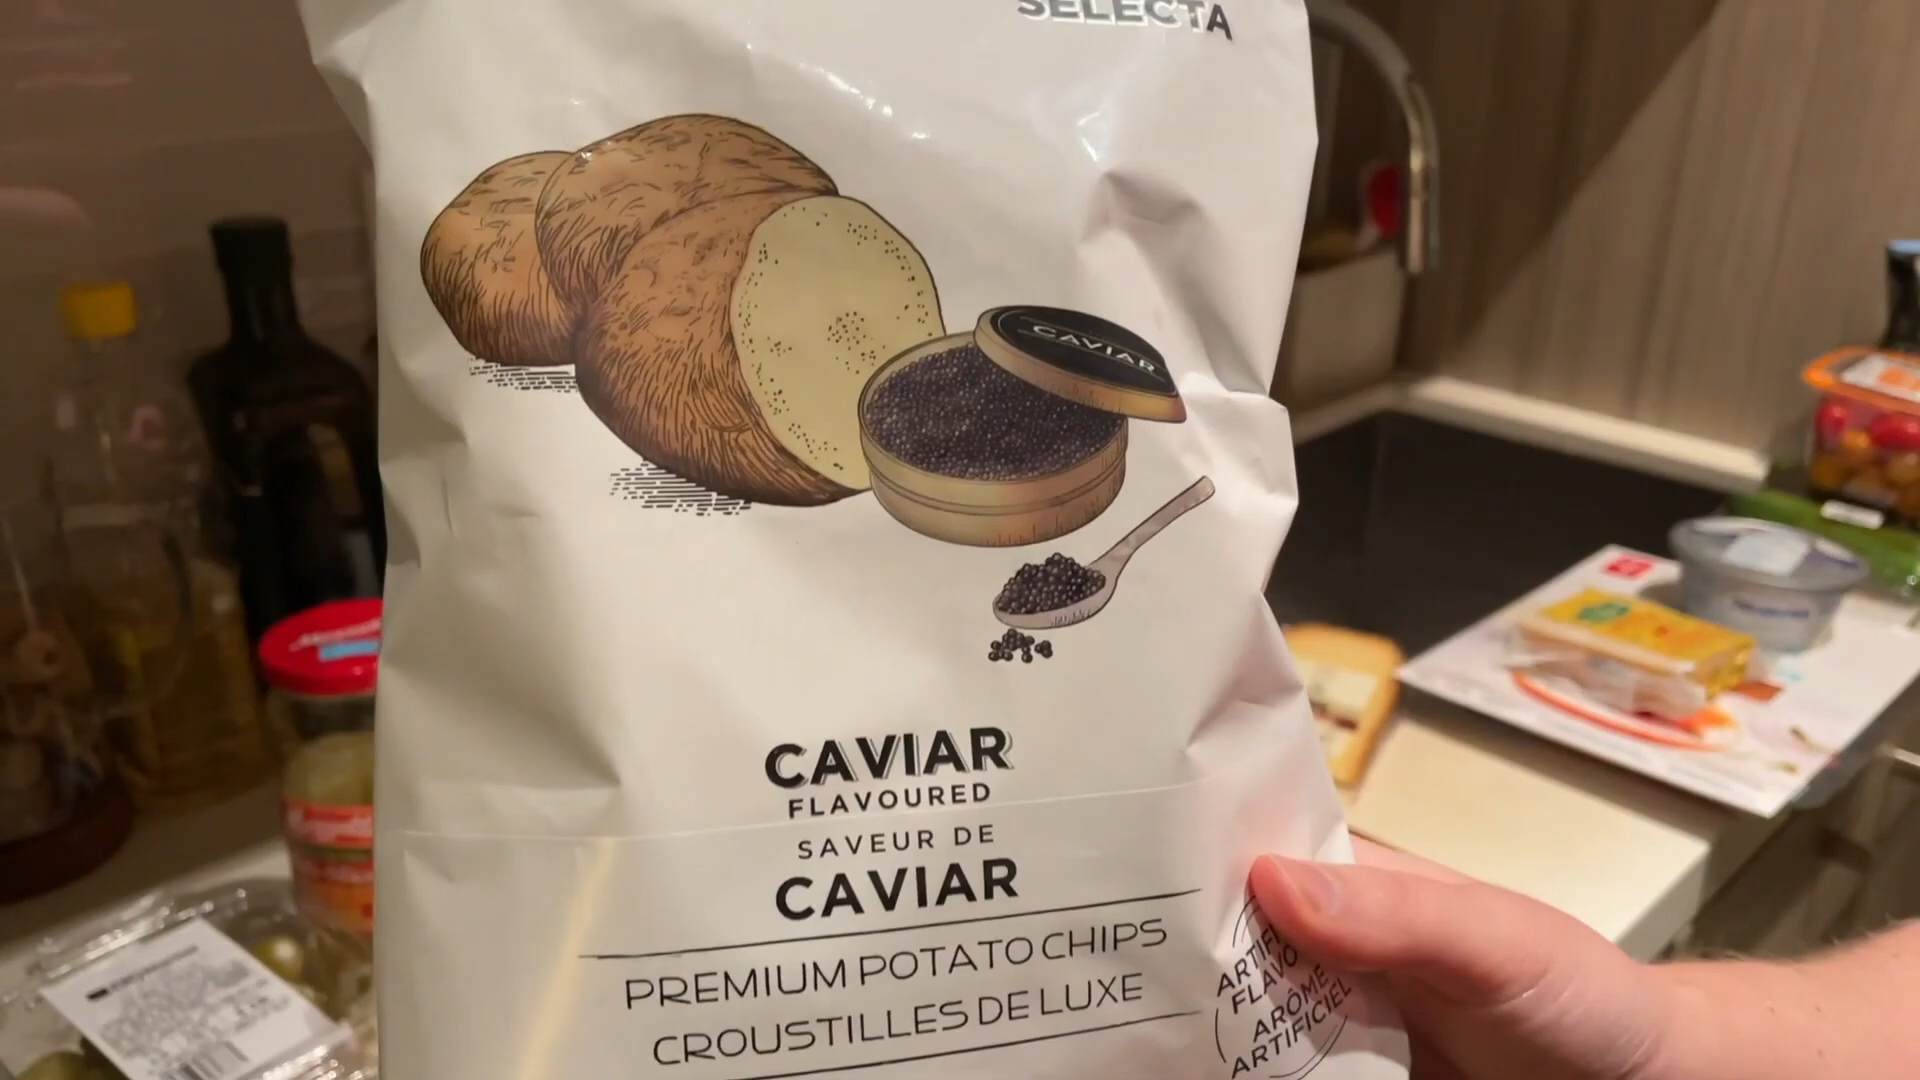 SELECTA
CAVIAR
CAVIAR
FLAVOURED
SAVEUR DE
CAVIAR
PREMIUM POTATO CHIPS
CROUSTILLES DE LUXE
ARÔME
ARTIFICIEL